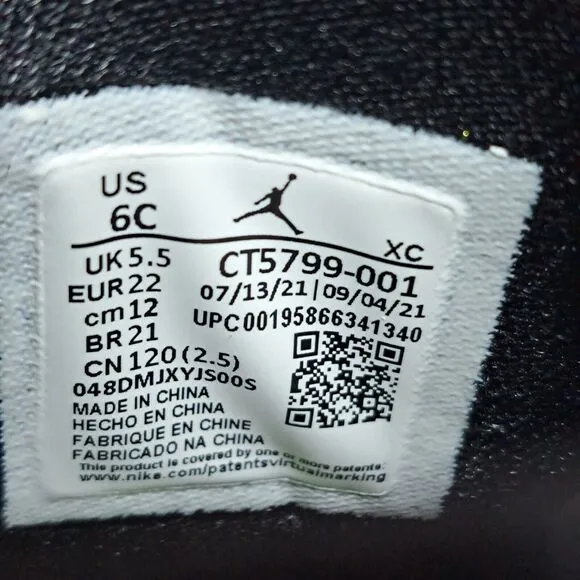 US
6C
XC
UK 5.5
EUR 22
cm 12
BR 21
CN 120 (2.5)
CT5799-001
07/13/21 | 09/04/21
UPC00195866341340
048DMJXYJS00S
MADE IN CHINA
HECHO EN CHINA
FABRIQUE EN CHINE
FABRICADO NA CHINA
This product is covered by one or more patents:
www.nike.com/patentsvirtualmarking